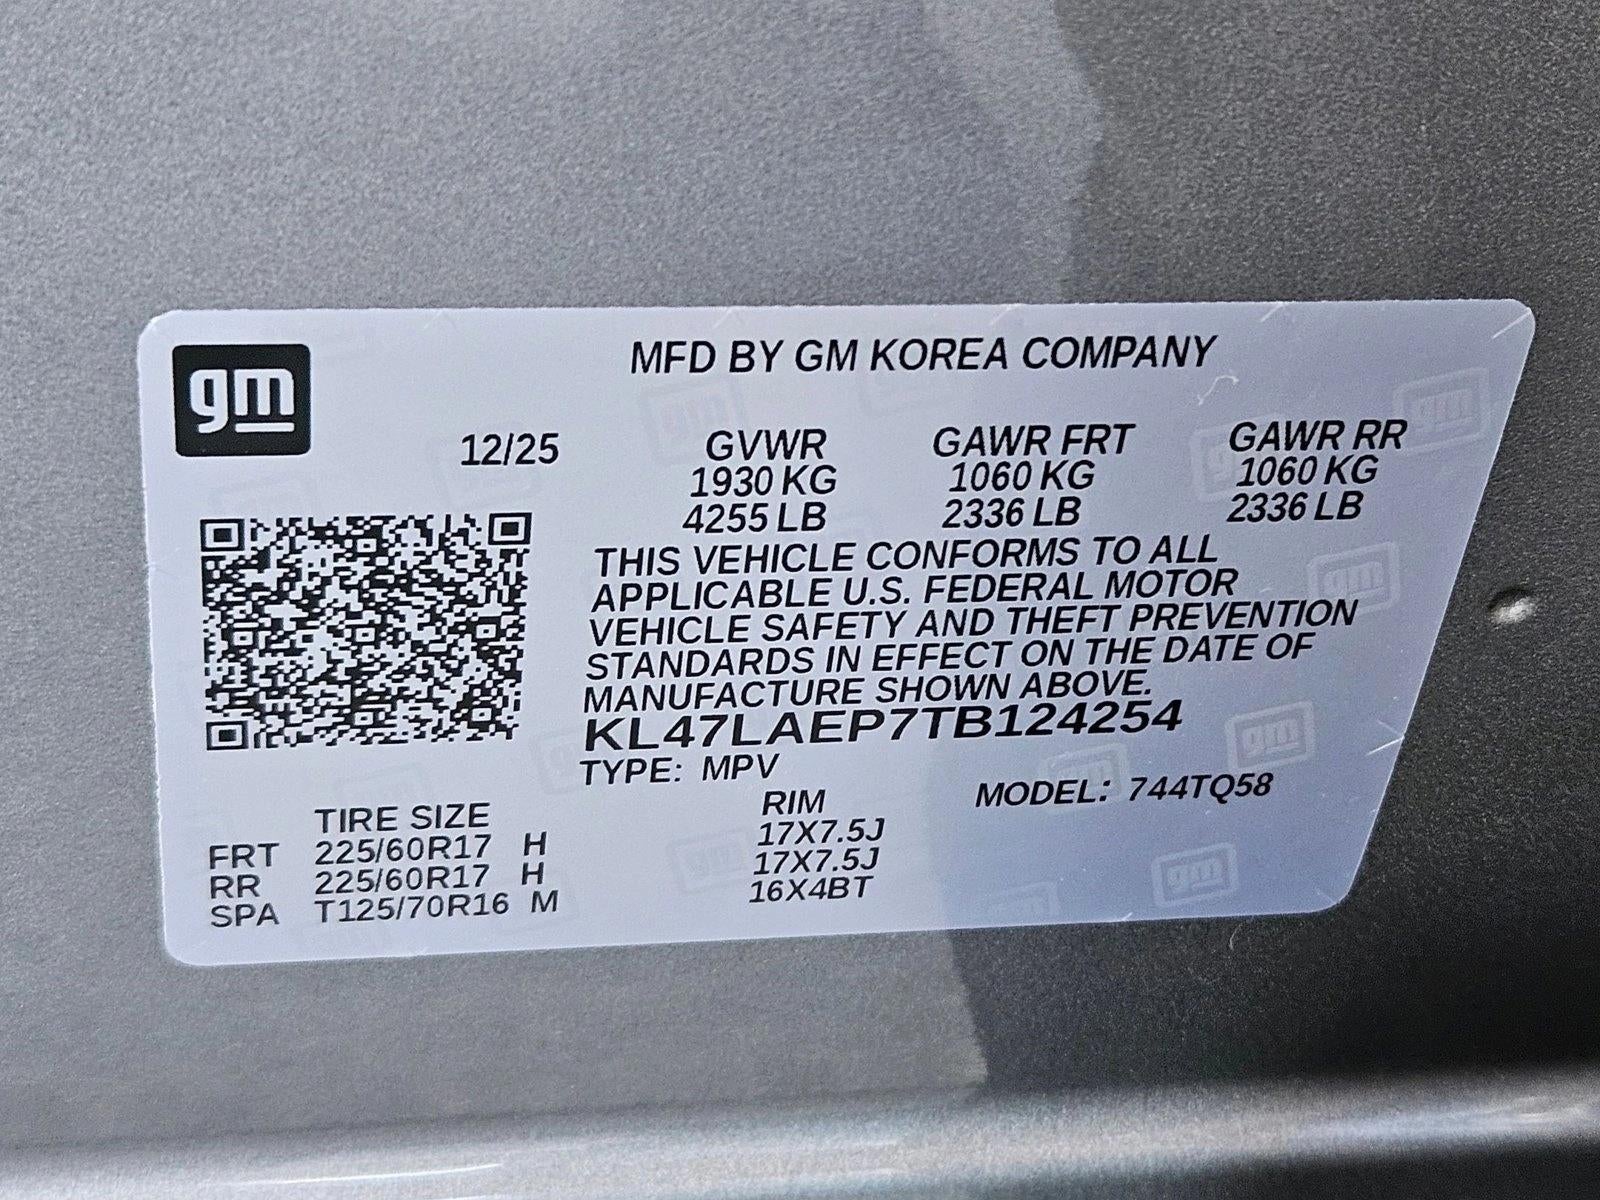 gm
MFD BY GM KOREA COMPANY
12/25 GVWR GAWR FRT GAWR RR
1930 KG 1060 KG 1060 KG
4255 LB 2336 LB 2336 LB
THIS VEHICLE CONFORMS TO ALL
APPLICABLE U.S. FEDERAL MOTOR
VEHICLE SAFETY AND THEFT PREVENTION
STANDARDS IN EFFECT ON THE DATE OF
MANUFACTURE SHOWN ABOVE.
KL47LAEP7TB124254
TYPE: MPV
MODEL: 744TQ58
TIRE SIZE RIM
FRT 225/60R17 H 17X7.5J
RR 225/60R17 H 17X7.5J
SPA T125/70R16 M 16X4BT